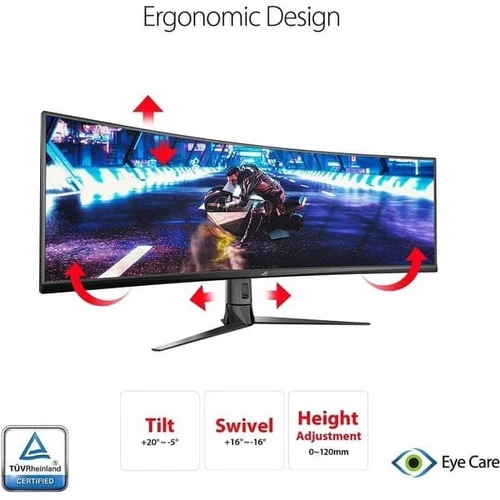 Ergonomic Design
Tilt
+20°~-5°
Swivel
+16°~-16°
Height
Adjustment
0~120mm
TÜVRheinland
CERTIFIED
Eye Care